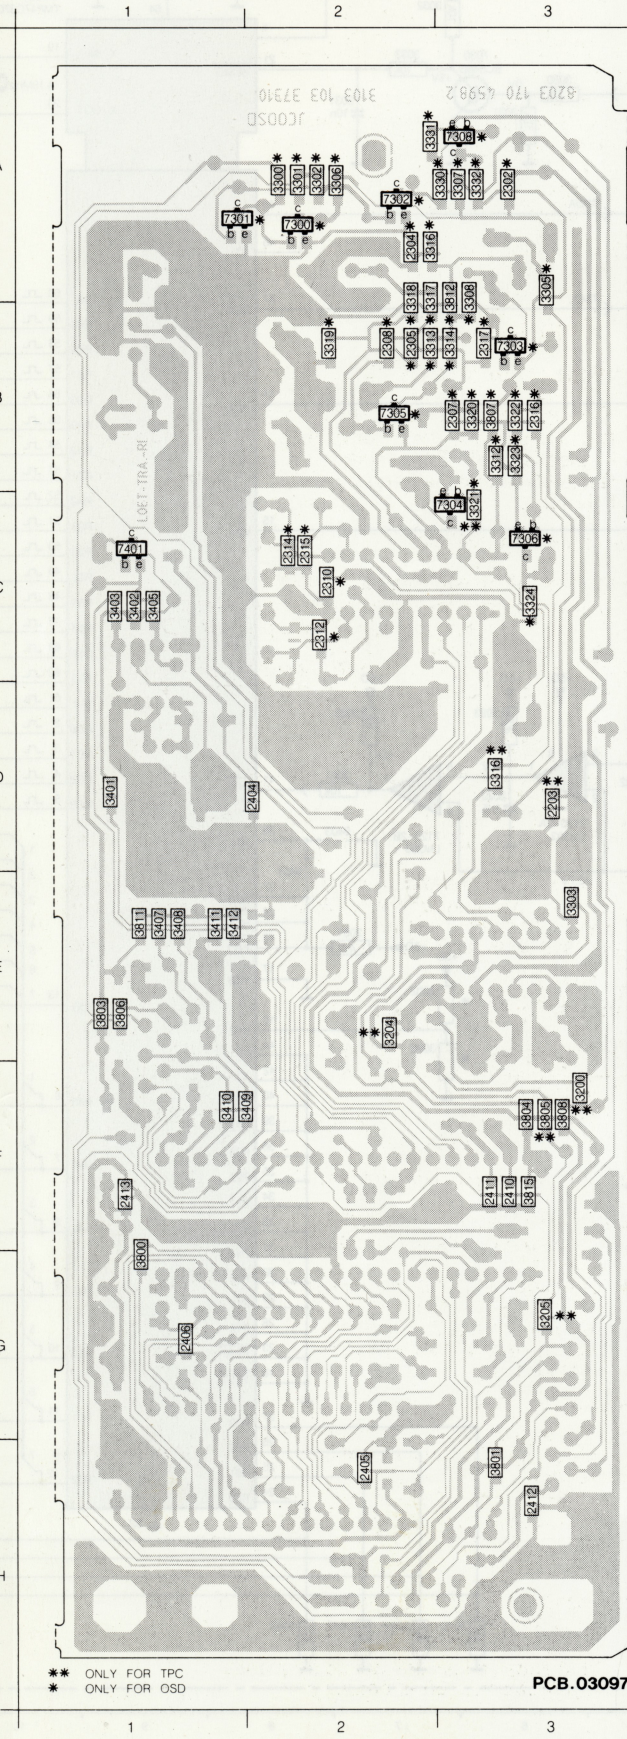 1 2 3
3103 103 37310
8203 170 4598.2
JCOOSD
A
3331 e b 7308 * c
* * * * * * * *
3300 3301 3302 3306 3330 3307 3332 2302
c 7302 * b e
c 7301 * b e
c 7300 * b e
* *
2304 3316
* 3305
3318 3317 3812 3308
* * * * * * *
3319 2308 2305 3313 3314 2317
* * *
c 7303 * b e
B
c 7305 * b e
* * * * *
2307 3320 3807 3322 2316
* *
3312 3323
LOET-TRA.-RI
e b 7304 c
* 3321 **
e b 7306 * c
c 7401 b e
* *
2314 2315
2310 *
C
3403 3402 3405
3324 *
2312 *
**
3316
D
3401 2404
**
2203
3303
3811 3407 3408 3411 3412
E
3803 3806
** 3204
3200 **
3410 3409
3804 3805 3808
**
F
2413
2411 2410 3815
3800
3205 **
G
2406
2405 3801
2412
H
** ONLY FOR TPC
* ONLY FOR OSD
PCB.03097
1 2 3